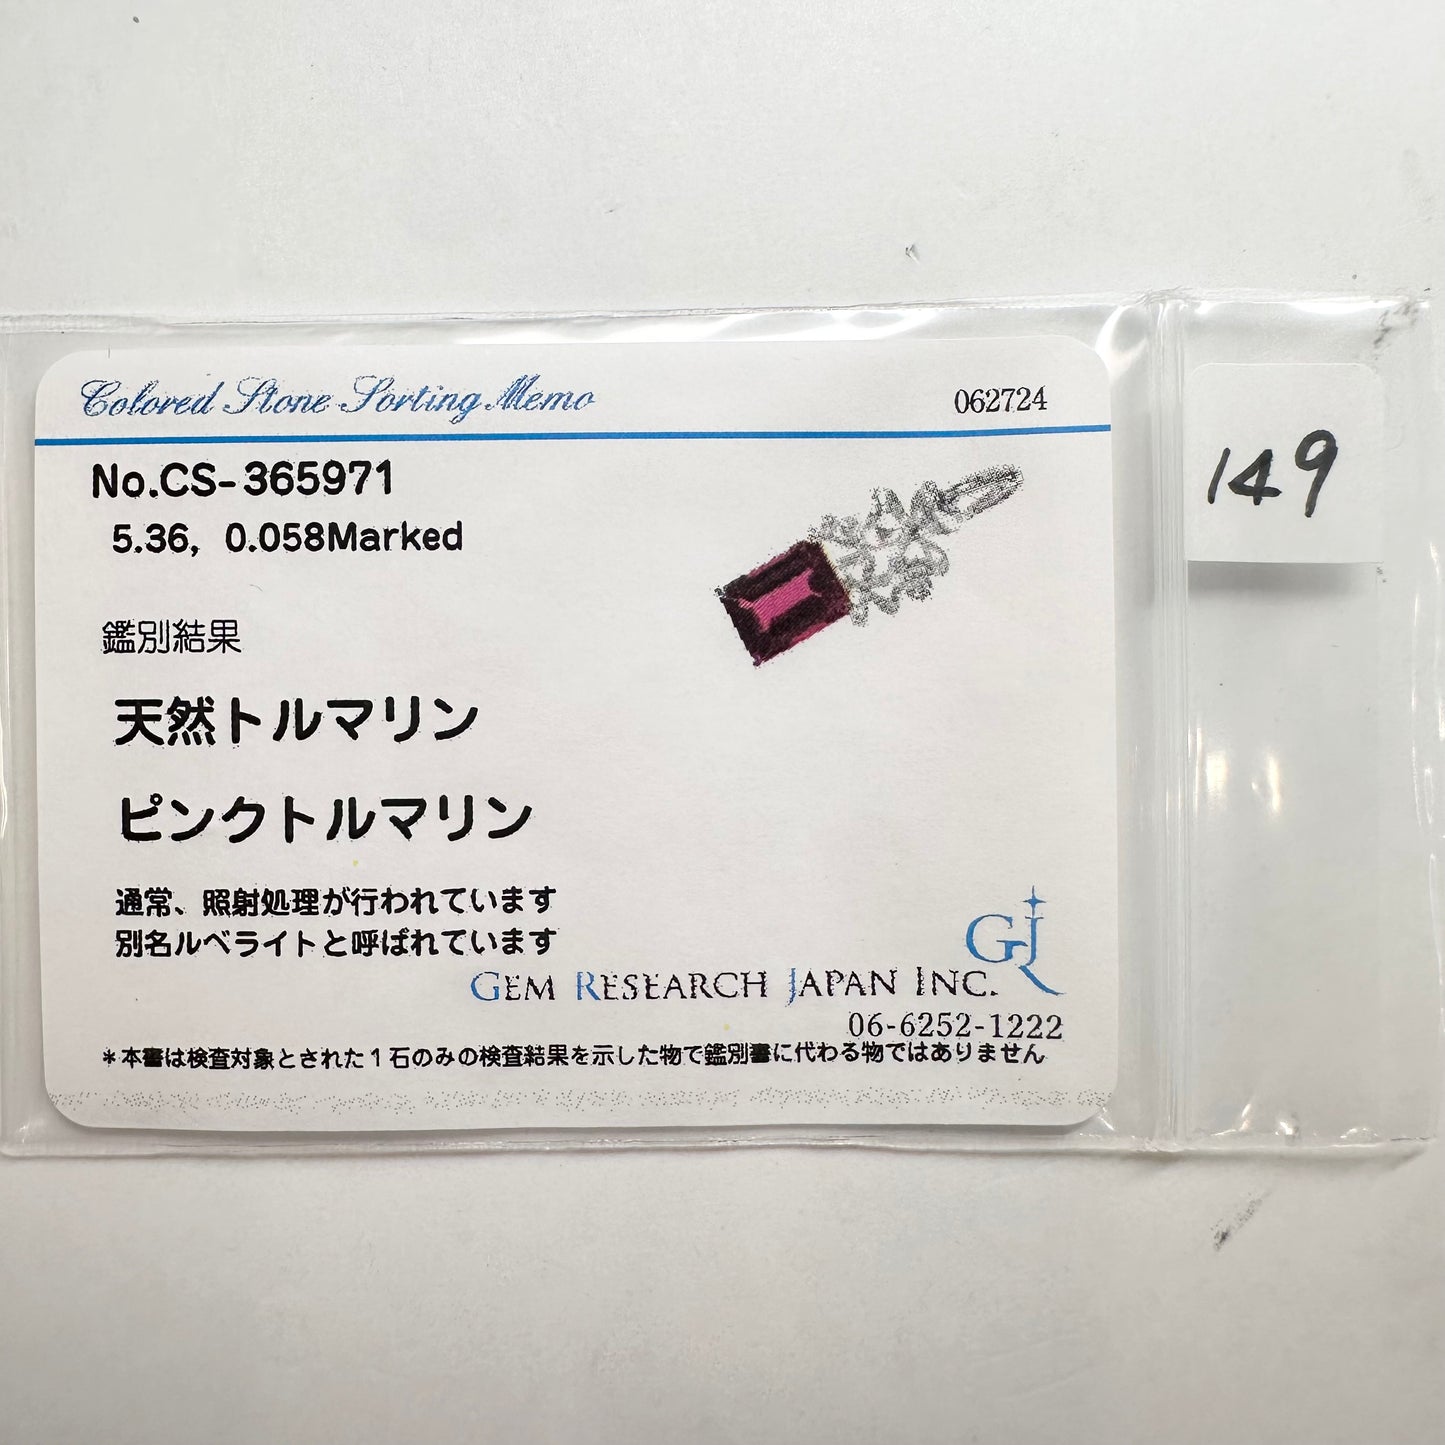 Colored Stone Sorting Memo 062724
No.CS-365971
5.36, 0.058Marked
149
鑑別結果
天然トルマリン
ピンクトルマリン
通常、照射処理が行われています
別名ルベライトと呼ばれています
GJ
GEM RESEARCH JAPAN INC.
06-6252-1222
*本書は検査対象とされた1石のみの検査結果を示した物で鑑別書に代わる物ではありません